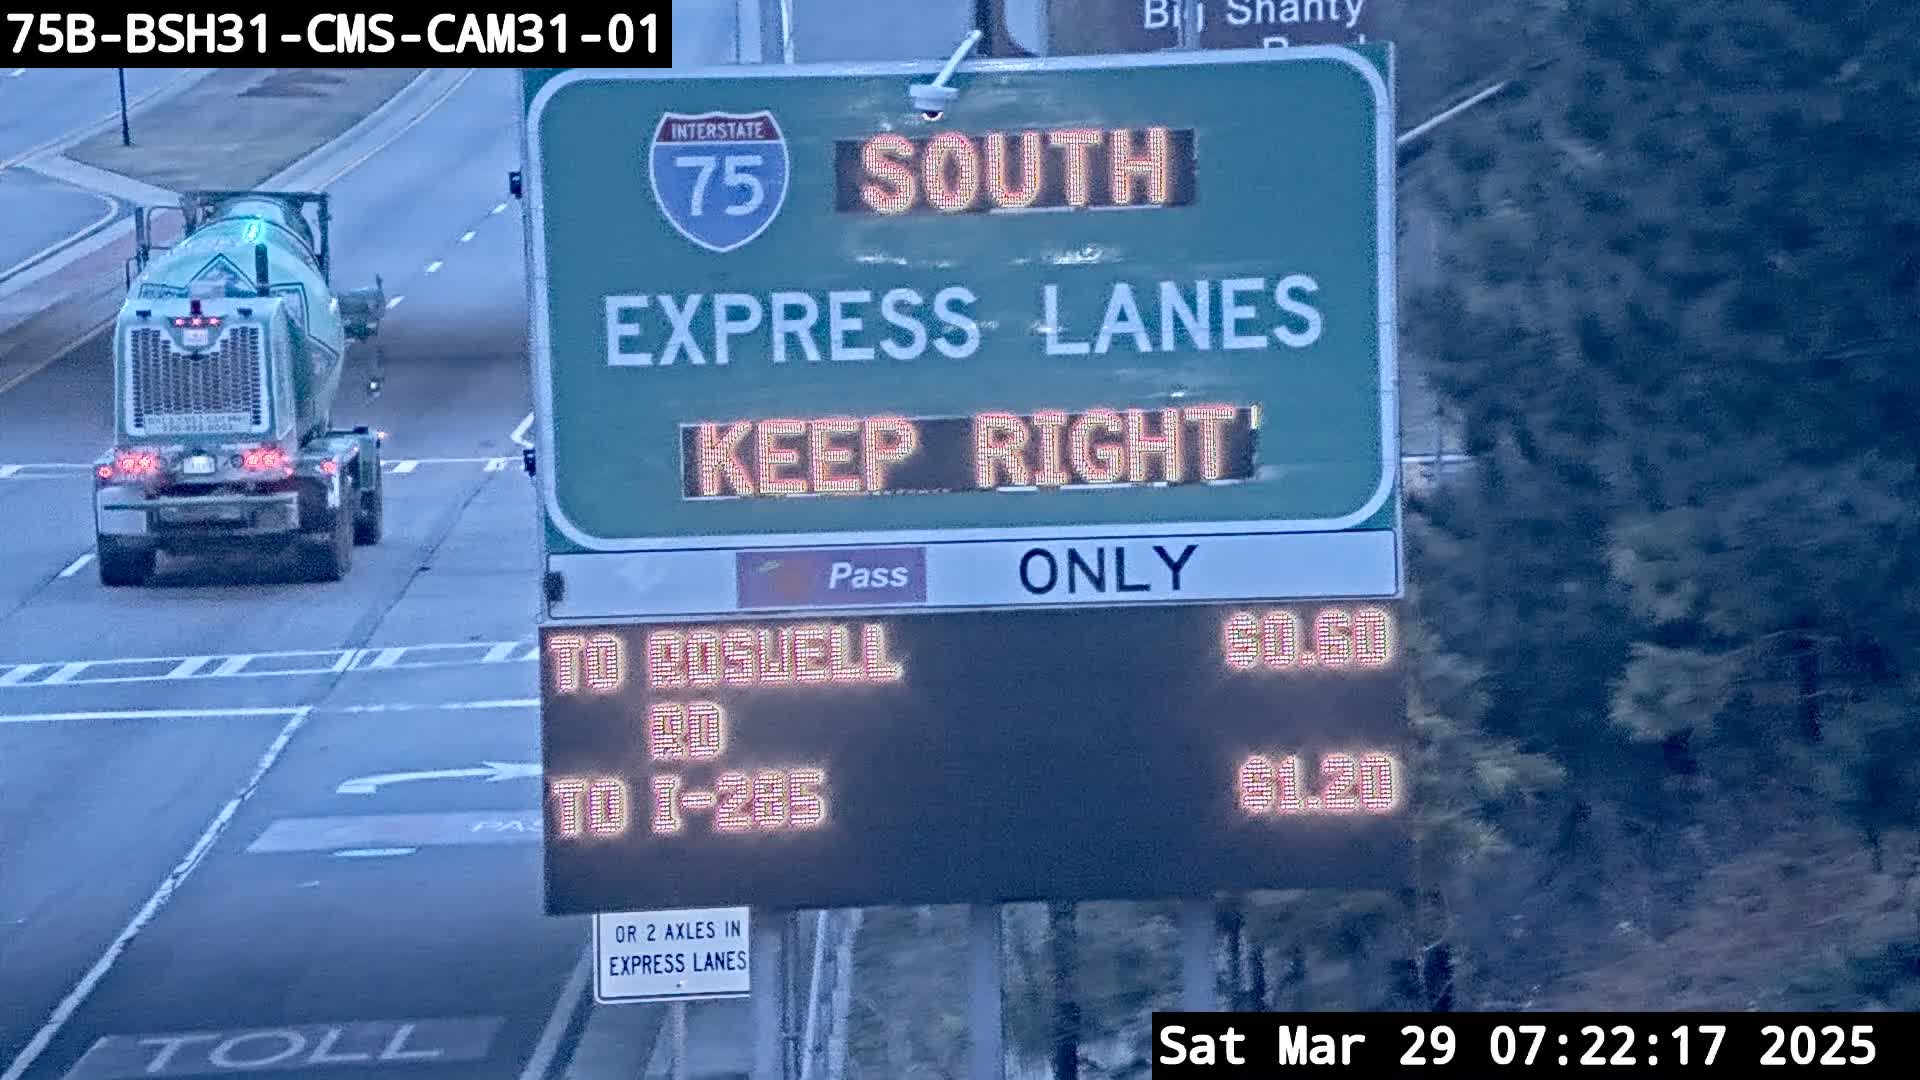 75B-BSH31-CMS-CAM31-01
Big Shanty
INTERSTATE
75
SOUTH
EXPRESS LANES
KEEP RIGHT
Pass ONLY
TO ROSWELL $0.60
RD
TO I-285 $1.20
OR 2 AXLES IN
EXPRESS LANES
TOLL
Sat Mar 29 07:22:17 2025